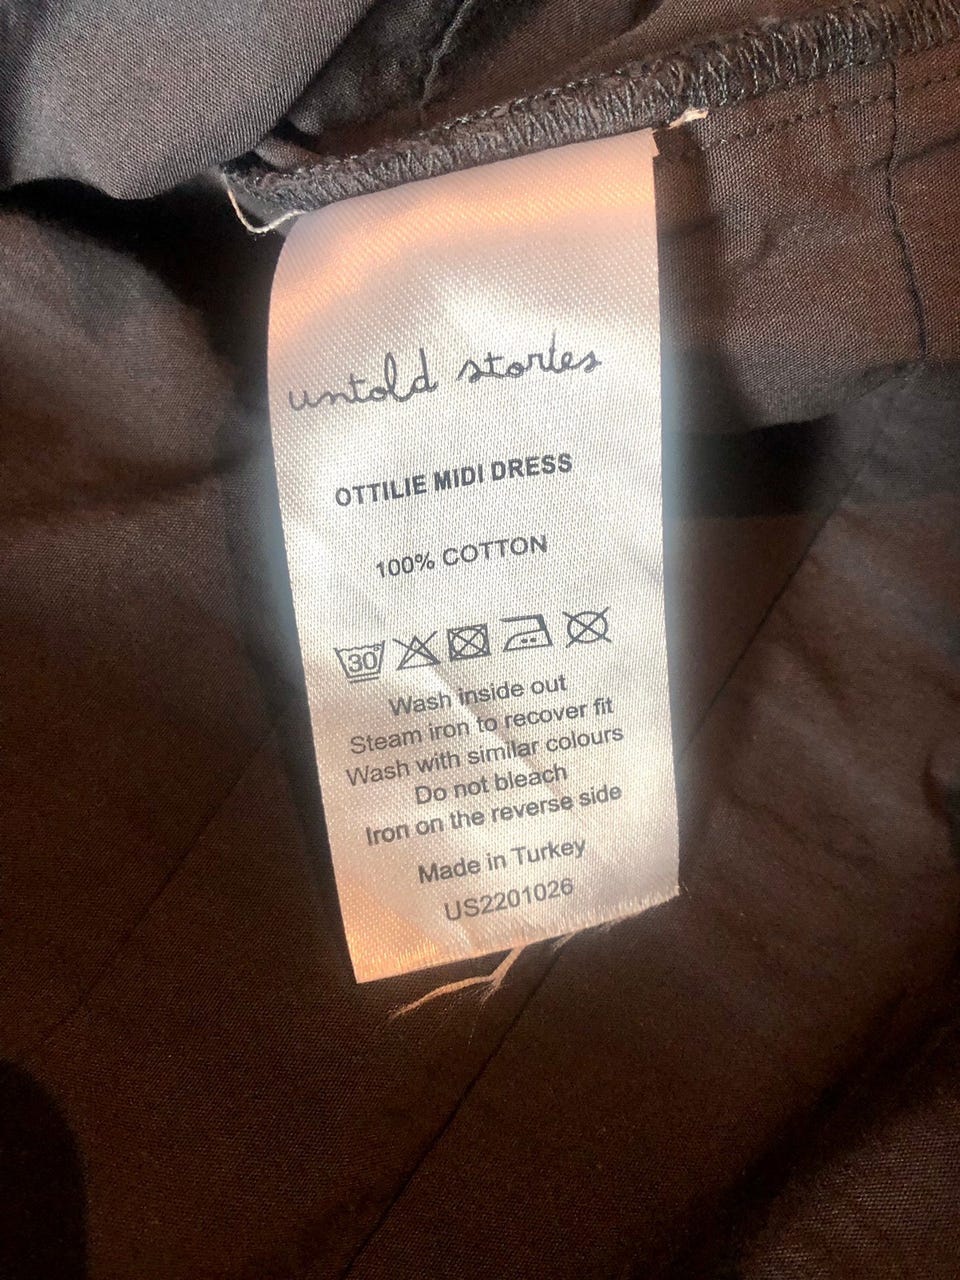 untold stories
OTTILIE MIDI DRESS
100% COTTON
30
Wash inside out
Steam iron to recover fit
Wash with similar colours
Do not bleach
Iron on the reverse side
Made in Turkey
US2201026